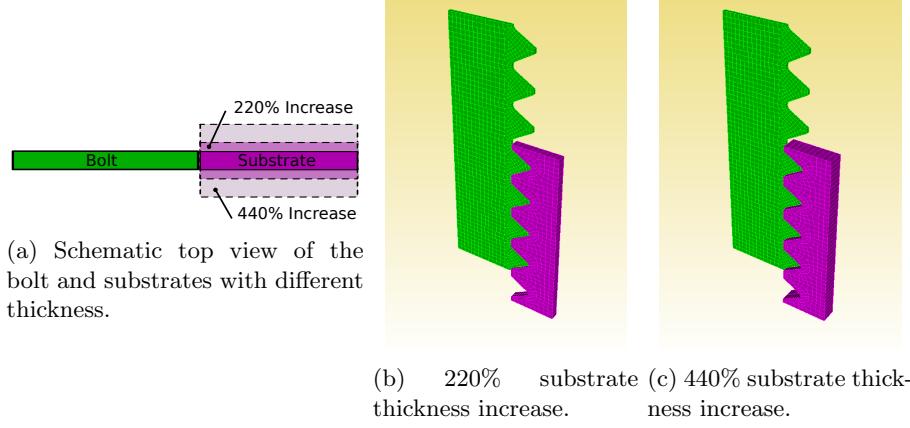 220% Increase
Bolt
Substrate
440% Increase
(a) Schematic top view of the
bolt and substrates with different
thickness.
(b) 220% substrate
thickness increase.
(c) 440% substrate thick-
ness increase.